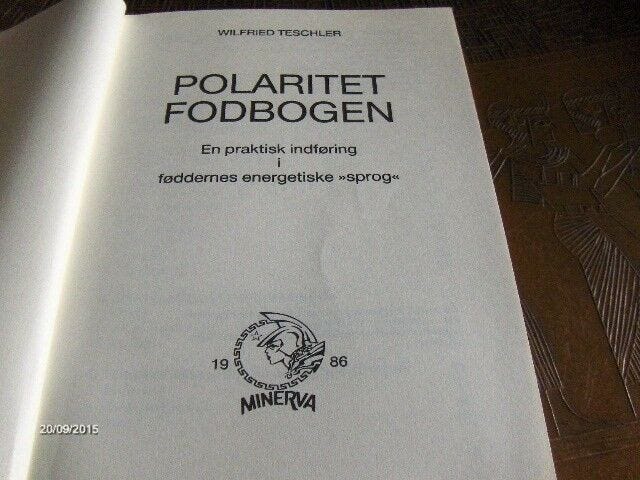 WILFRIED TESCHLER
POLARITET
FODBOGEN
En praktisk indføring
i
føddernes energetiske »sprog«
19 86
MINERVA
20/09/2015